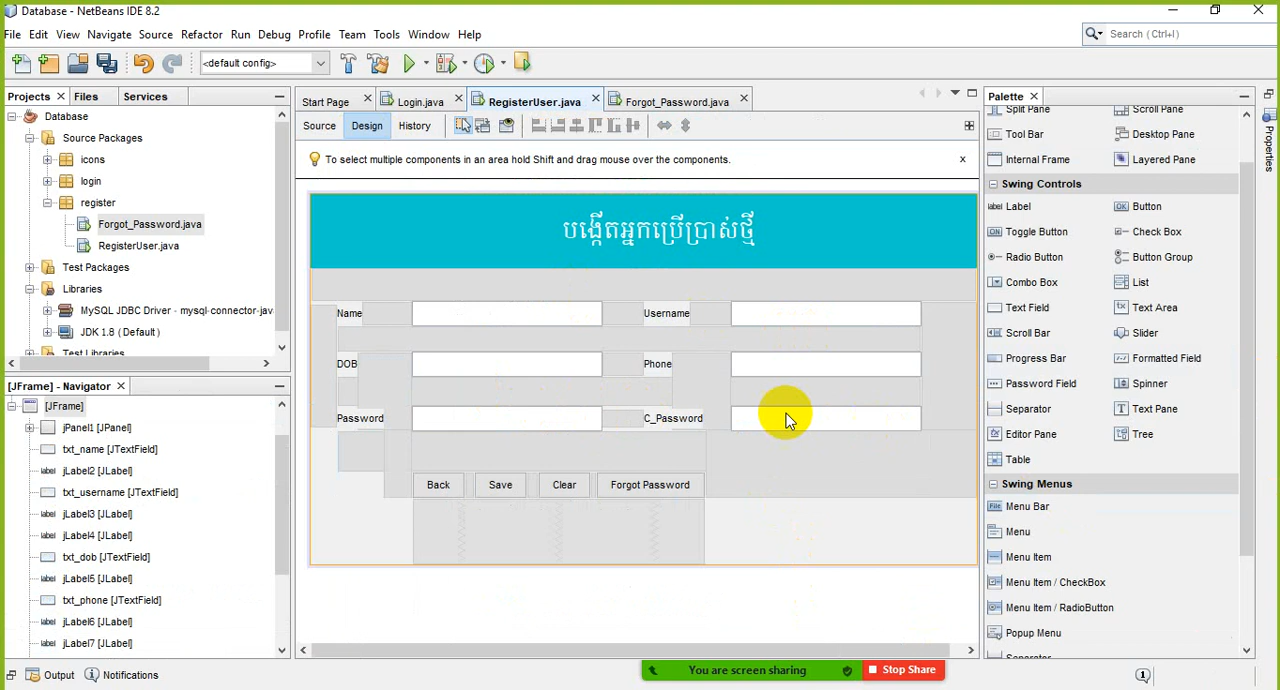 Database - NetBeans IDE 8.2
File Edit View Navigate Source Refactor Run Debug Profile Team Tools Window Help
Search (Ctrl+I)
<default config>
Projects Files Services
Database
Source Packages
icons
login
register
Forgot_Password.java
RegisterUser.java
Test Packages
Libraries
MySQL JDBC Driver - mysql-connector-jav
JDK 1.8 (Default)
Test Libraries
[JFrame] - Navigator
[JFrame]
jPanel1 [JPanel]
txt_name [JTextField]
jLabel2 [JLabel]
txt_username [JTextField]
jLabel3 [JLabel]
jLabel4 [JLabel]
txt_dob [JTextField]
jLabel5 [JLabel]
txt_phone [JTextField]
jLabel6 [JLabel]
jLabel7 [JLabel]
Output Notifications
Start Page Login.java RegisterUser.java Forgot_Password.java
Source Design History
To select multiple components in an area hold Shift and drag mouse over the components. x
បង្កើតអ្នកប្រើប្រាស់ថ្មី
Name Username
DOB Phone
Password C_Password
Back Save Clear Forgot Password
You are screen sharing Stop Share
Palette
Split Pane Scroll Pane
Tool Bar Desktop Pane
Internal Frame Layered Pane
Swing Controls
label Label OK Button
ON Toggle Button Check Box
Radio Button Button Group
Combo Box List
Text Field Text Area
Scroll Bar Slider
Progress Bar Formatted Field
Password Field Spinner
Separator Text Pane
Editor Pane Tree
Table
Swing Menus
Menu Bar
Menu
Menu Item
Menu Item / CheckBox
Menu Item / RadioButton
Popup Menu
Separator
Properties